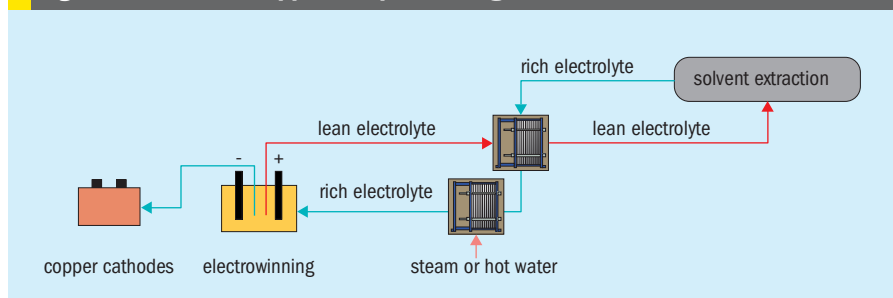 rich electrolyte
solvent extraction
lean electrolyte
lean electrolyte
- +
rich electrolyte
copper cathodes
electrowinning
steam or hot water